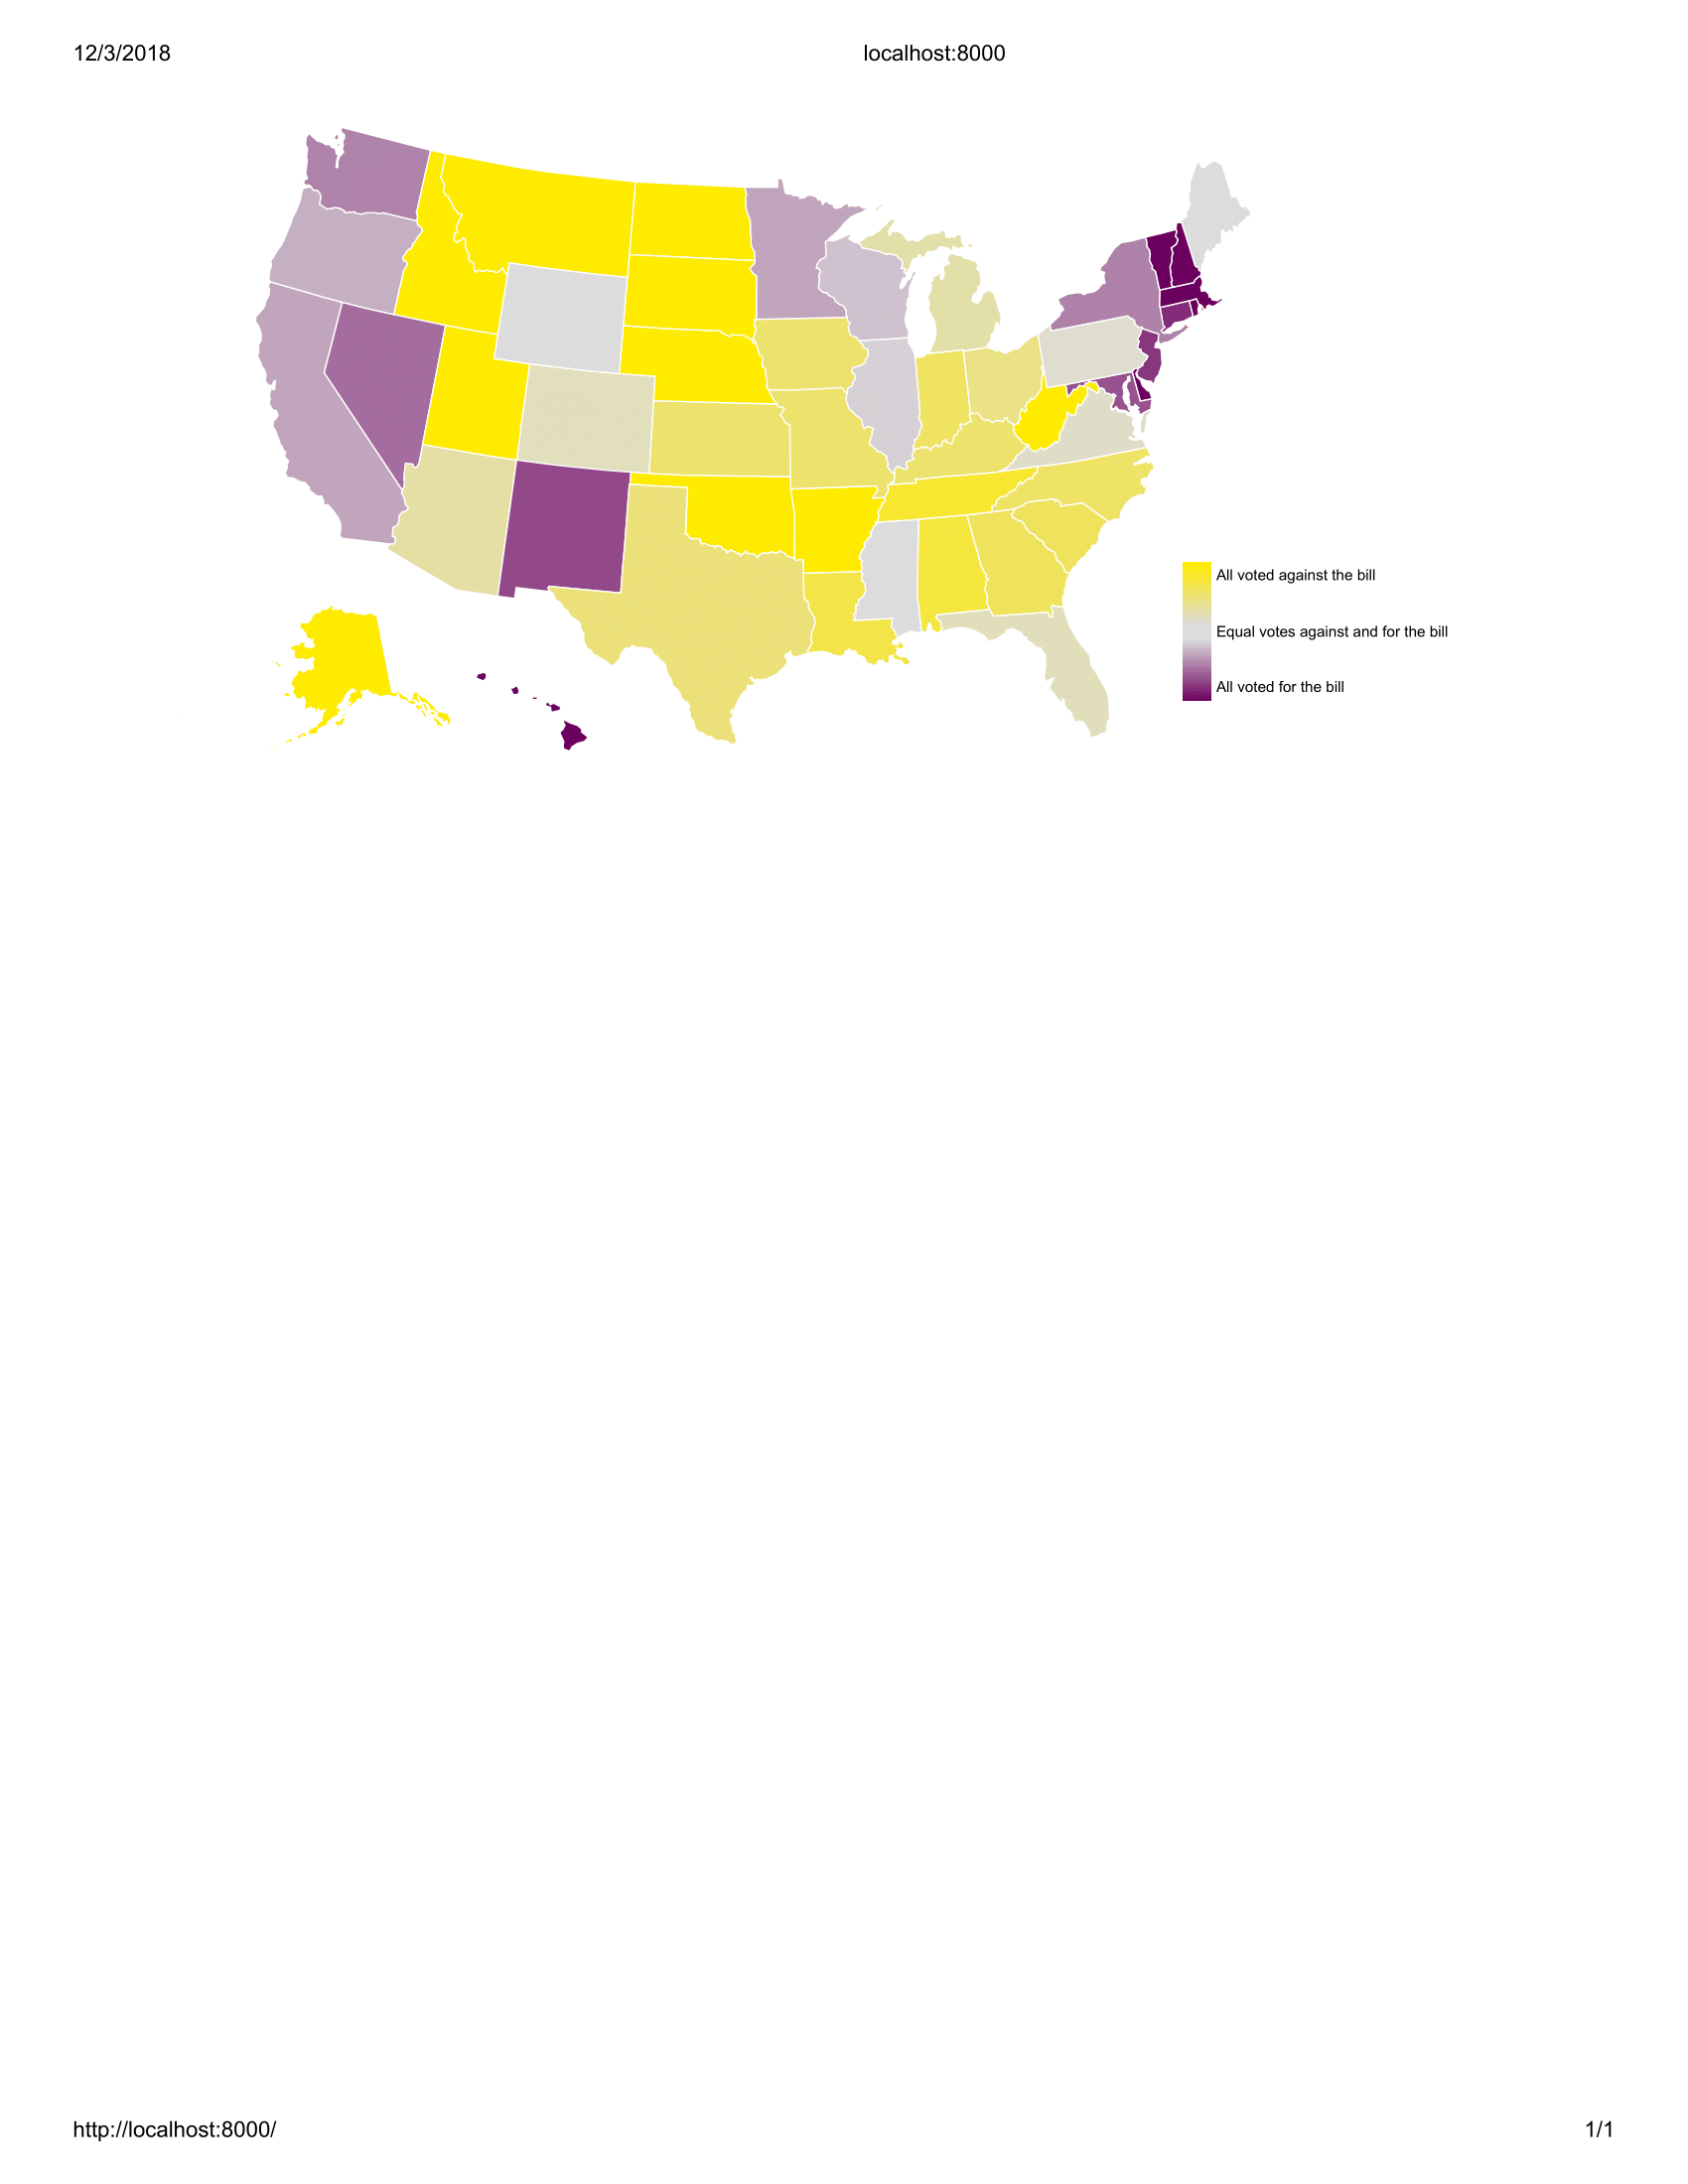 12/3/2018
localhost:8000
All voted against the bill
Equal votes against and for the bill
All voted for the bill
http://localhost:8000/
1/1